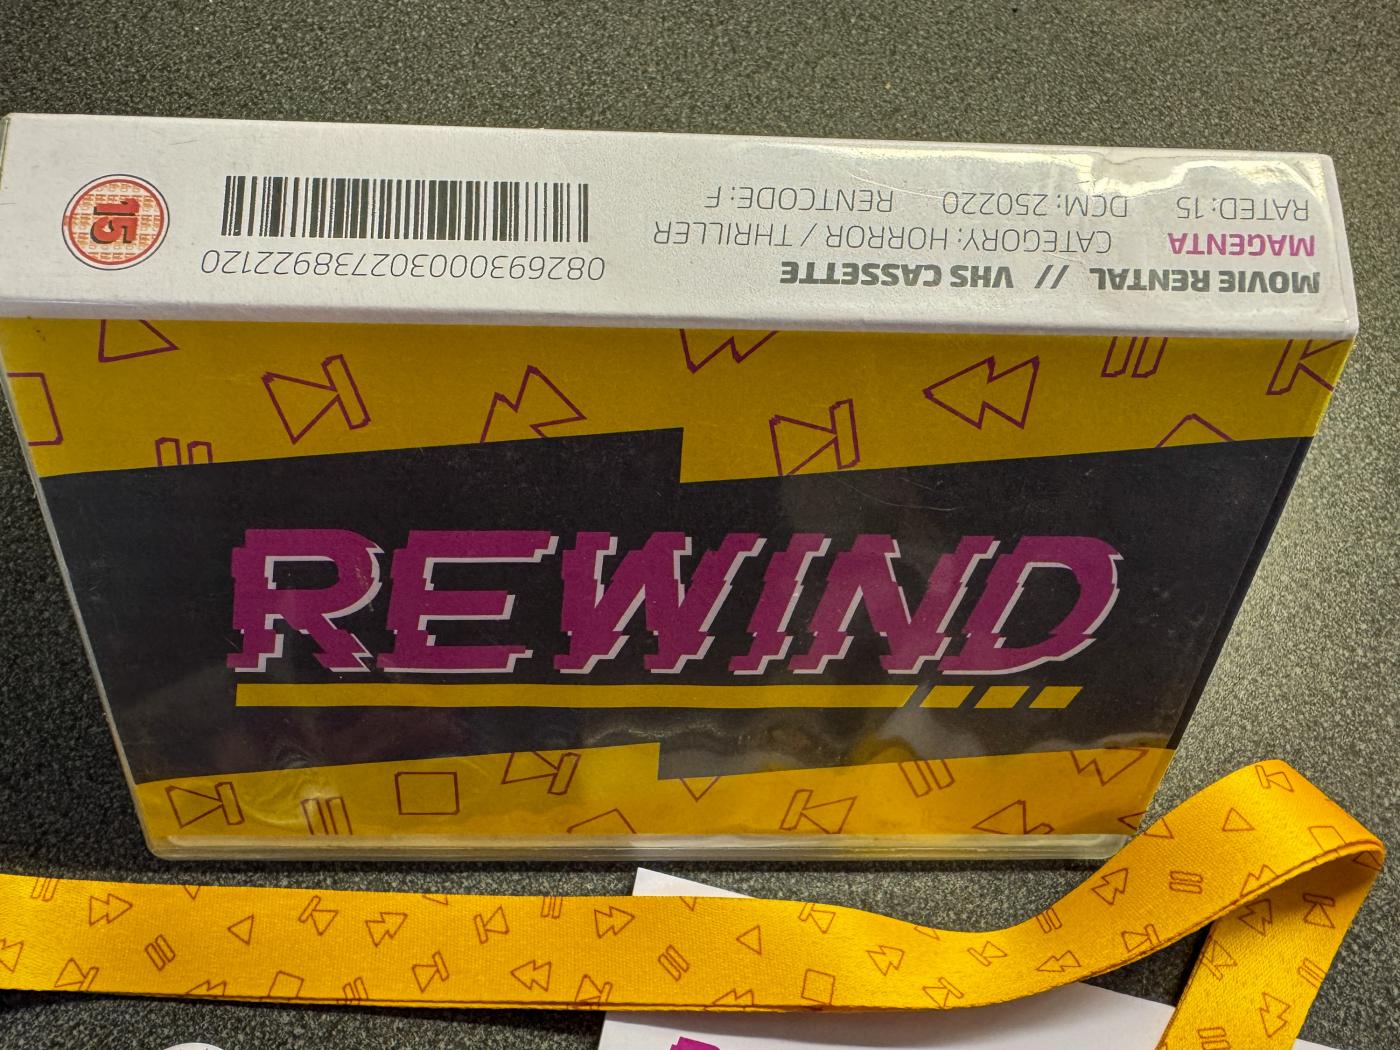 MOVIE RENTAL // VHS CASSETTE
MAGENTA CATEGORY: HORROR / THRILLER
RATED: 15 DCM: 250220 RENTCODE: F
082693000302738922120
15
REWIND